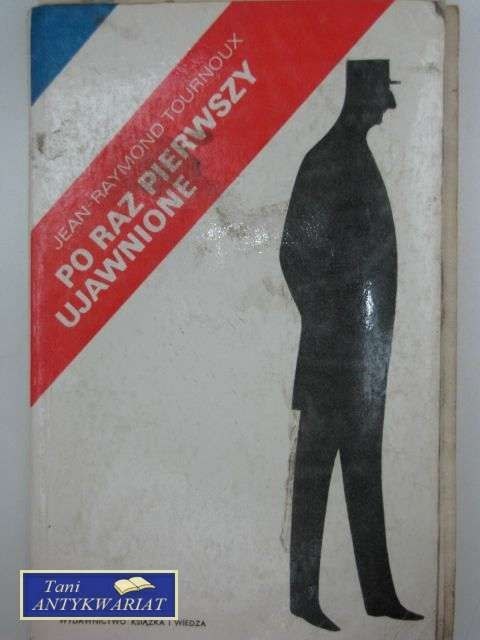 JEAN RAYMOND TOURNOUX
PO RAZ PIERWSZY
UJAWNIONE
Tani
ANTYKWARIAT
WYDAWNICTWO KSIĄŻKA I WIEDZA